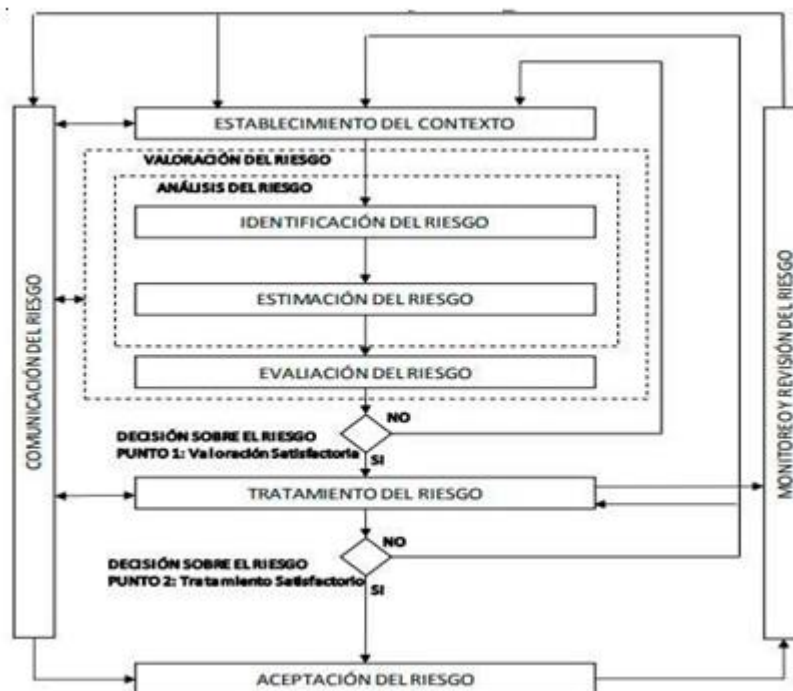 ESTABLECIMIENTO DEL CONTEXTO
VALORACIÓN DEL RIESGO
ANÁLISIS DEL RIESGO
IDENTIFICACIÓN DEL RIESGO
ESTIMACIÓN DEL RIESGO
EVALIACIÓN DEL RIESGO
NO
DECISIÓN SOBRE EL RIESGO
PUNTO 1: Valoración Satisfactoria
SI
TRATAMIENTO DEL RIESGO
NO
DECISIÓN SOBRE EL RIESGO
PUNTO 2: Tratamiento Satisfactorio
SI
ACEPTACIÓN DEL RIESGO
COMUNICACIÓN DEL RIESGO
MONITOREO Y REVISIÓN DEL RIESGO